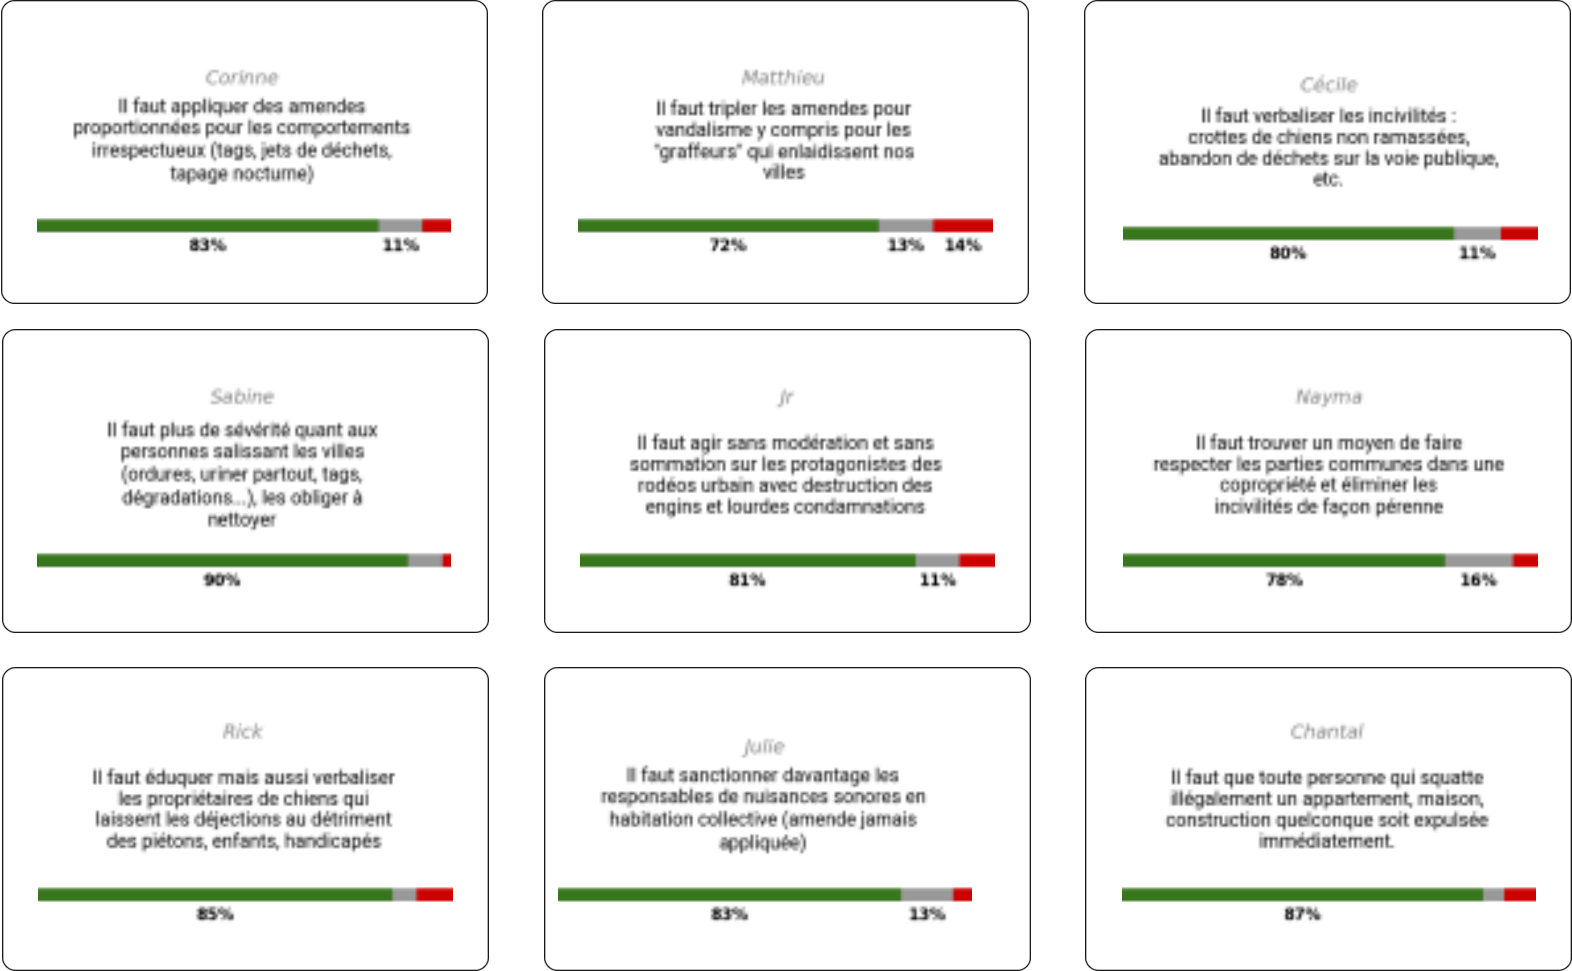 Corinne
Il faut appliquer des amendes
proportionnées pour les comportements
irrespectueux (tags, jets de déchets,
tapage nocturne)
83%
11%
Matthieu
Il faut tripler les amendes pour
vandalisme y compris pour les
"graffeurs" qui enlaidissent nos
villes
72%
13%
14%
Cécile
Il faut verbaliser les incivilités :
crottes de chiens non ramassées,
abandon de déchets sur la voie publique,
etc.
80%
11%
Sabine
Il faut plus de sévérité quant aux
personnes salissant les villes
(ordures, uriner partout, tags,
dégradations...), les obliger à
nettoyer
90%
Jr
Il faut agir sans modération et sans
sommation sur les protagonistes des
rodéos urbain avec destruction des
engins et lourdes condamnations
81%
11%
Nayma
Il faut trouver un moyen de faire
respecter les parties communes dans une
copropriété et éliminer les
incivilités de façon pérenne
78%
16%
Rick
Il faut éduquer mais aussi verbaliser
les propriétaires de chiens qui
laissent les déjections au détriment
des piétons, enfants, handicapés
85%
Julie
Il faut sanctionner davantage les
responsables de nuisances sonores en
habitation collective (amende jamais
appliquée)
83%
13%
Chantal
Il faut que toute personne qui squatte
illégalement un appartement, maison,
construction quelconque soit expulsée
immédiatement.
87%